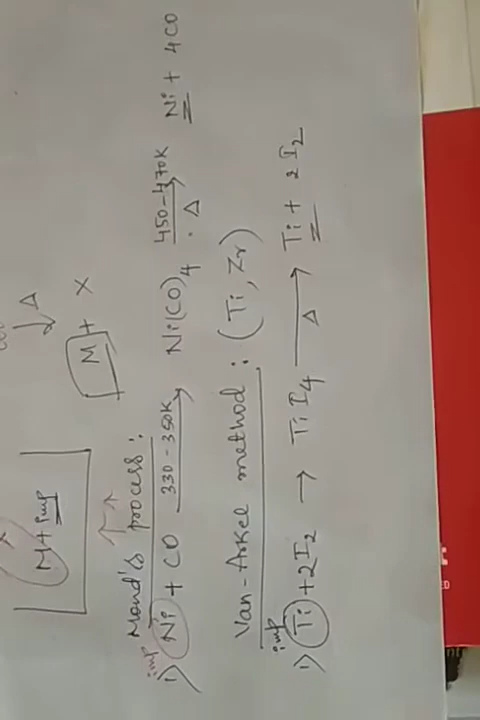 ↓ Δ
M + imp
M + X
Mond's process :
imp
1) Ni + CO 330-350K → Ni(CO)4 450-470K → Δ Ni + 4CO
Van-Arkel method : (Ti, Zr)
imp
1) Ti + 2I2 → TiI4 → Δ Ti + 2I2